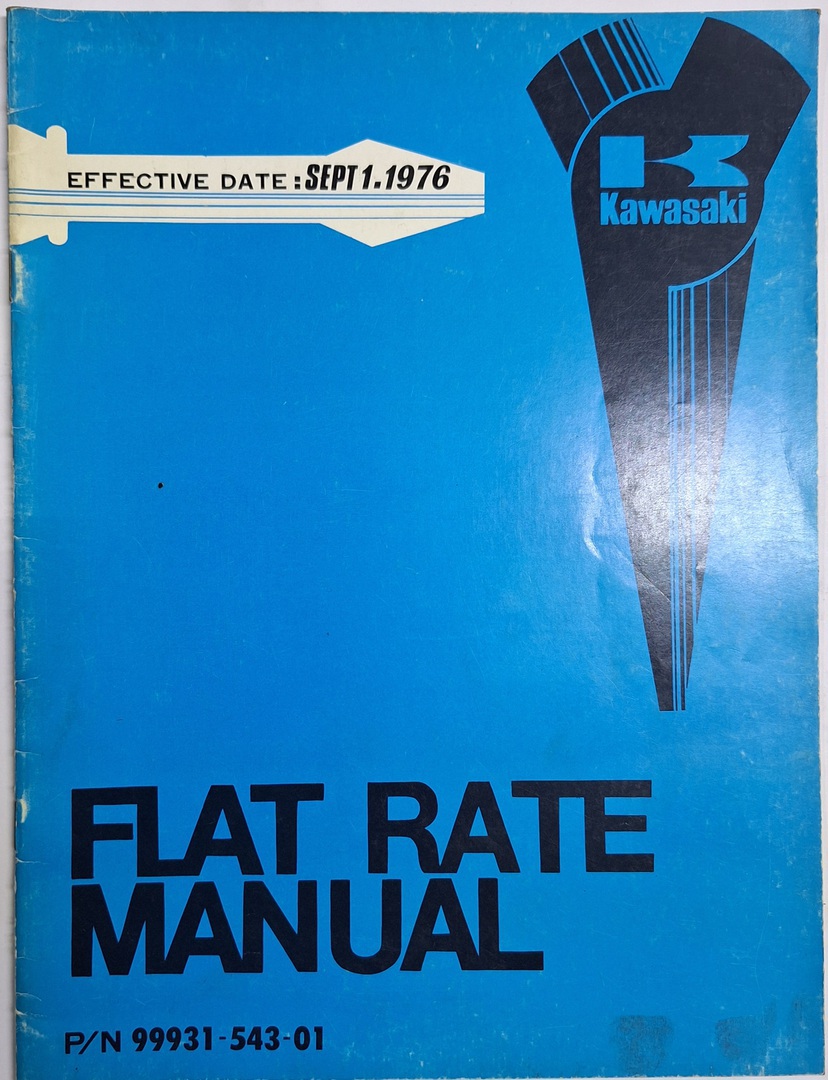 EFFECTIVE DATE: SEPT 1. 1976
Kawasaki
FLAT RATE
MANUAL
P/N 99931-543-01